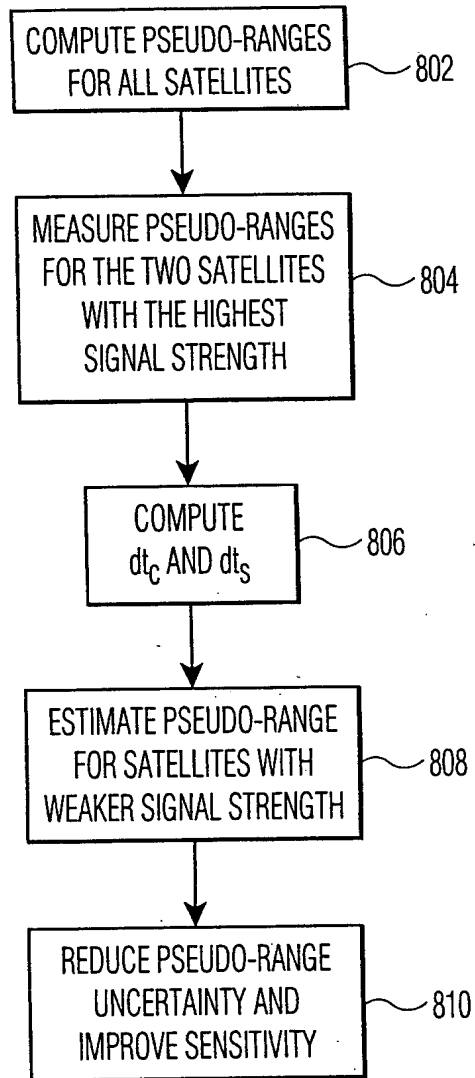 COMPUTE PSEUDO-RANGES
FOR ALL SATELLITES
802
MEASURE PSEUDO-RANGES
FOR THE TWO SATELLITES
WITH THE HIGHEST
SIGNAL STRENGTH
804
COMPUTE
dtc AND dts
806
ESTIMATE PSEUDO-RANGE
FOR SATELLITES WITH
WEAKER SIGNAL STRENGTH
808
REDUCE PSEUDO-RANGE
UNCERTAINTY AND
IMPROVE SENSITIVITY
810